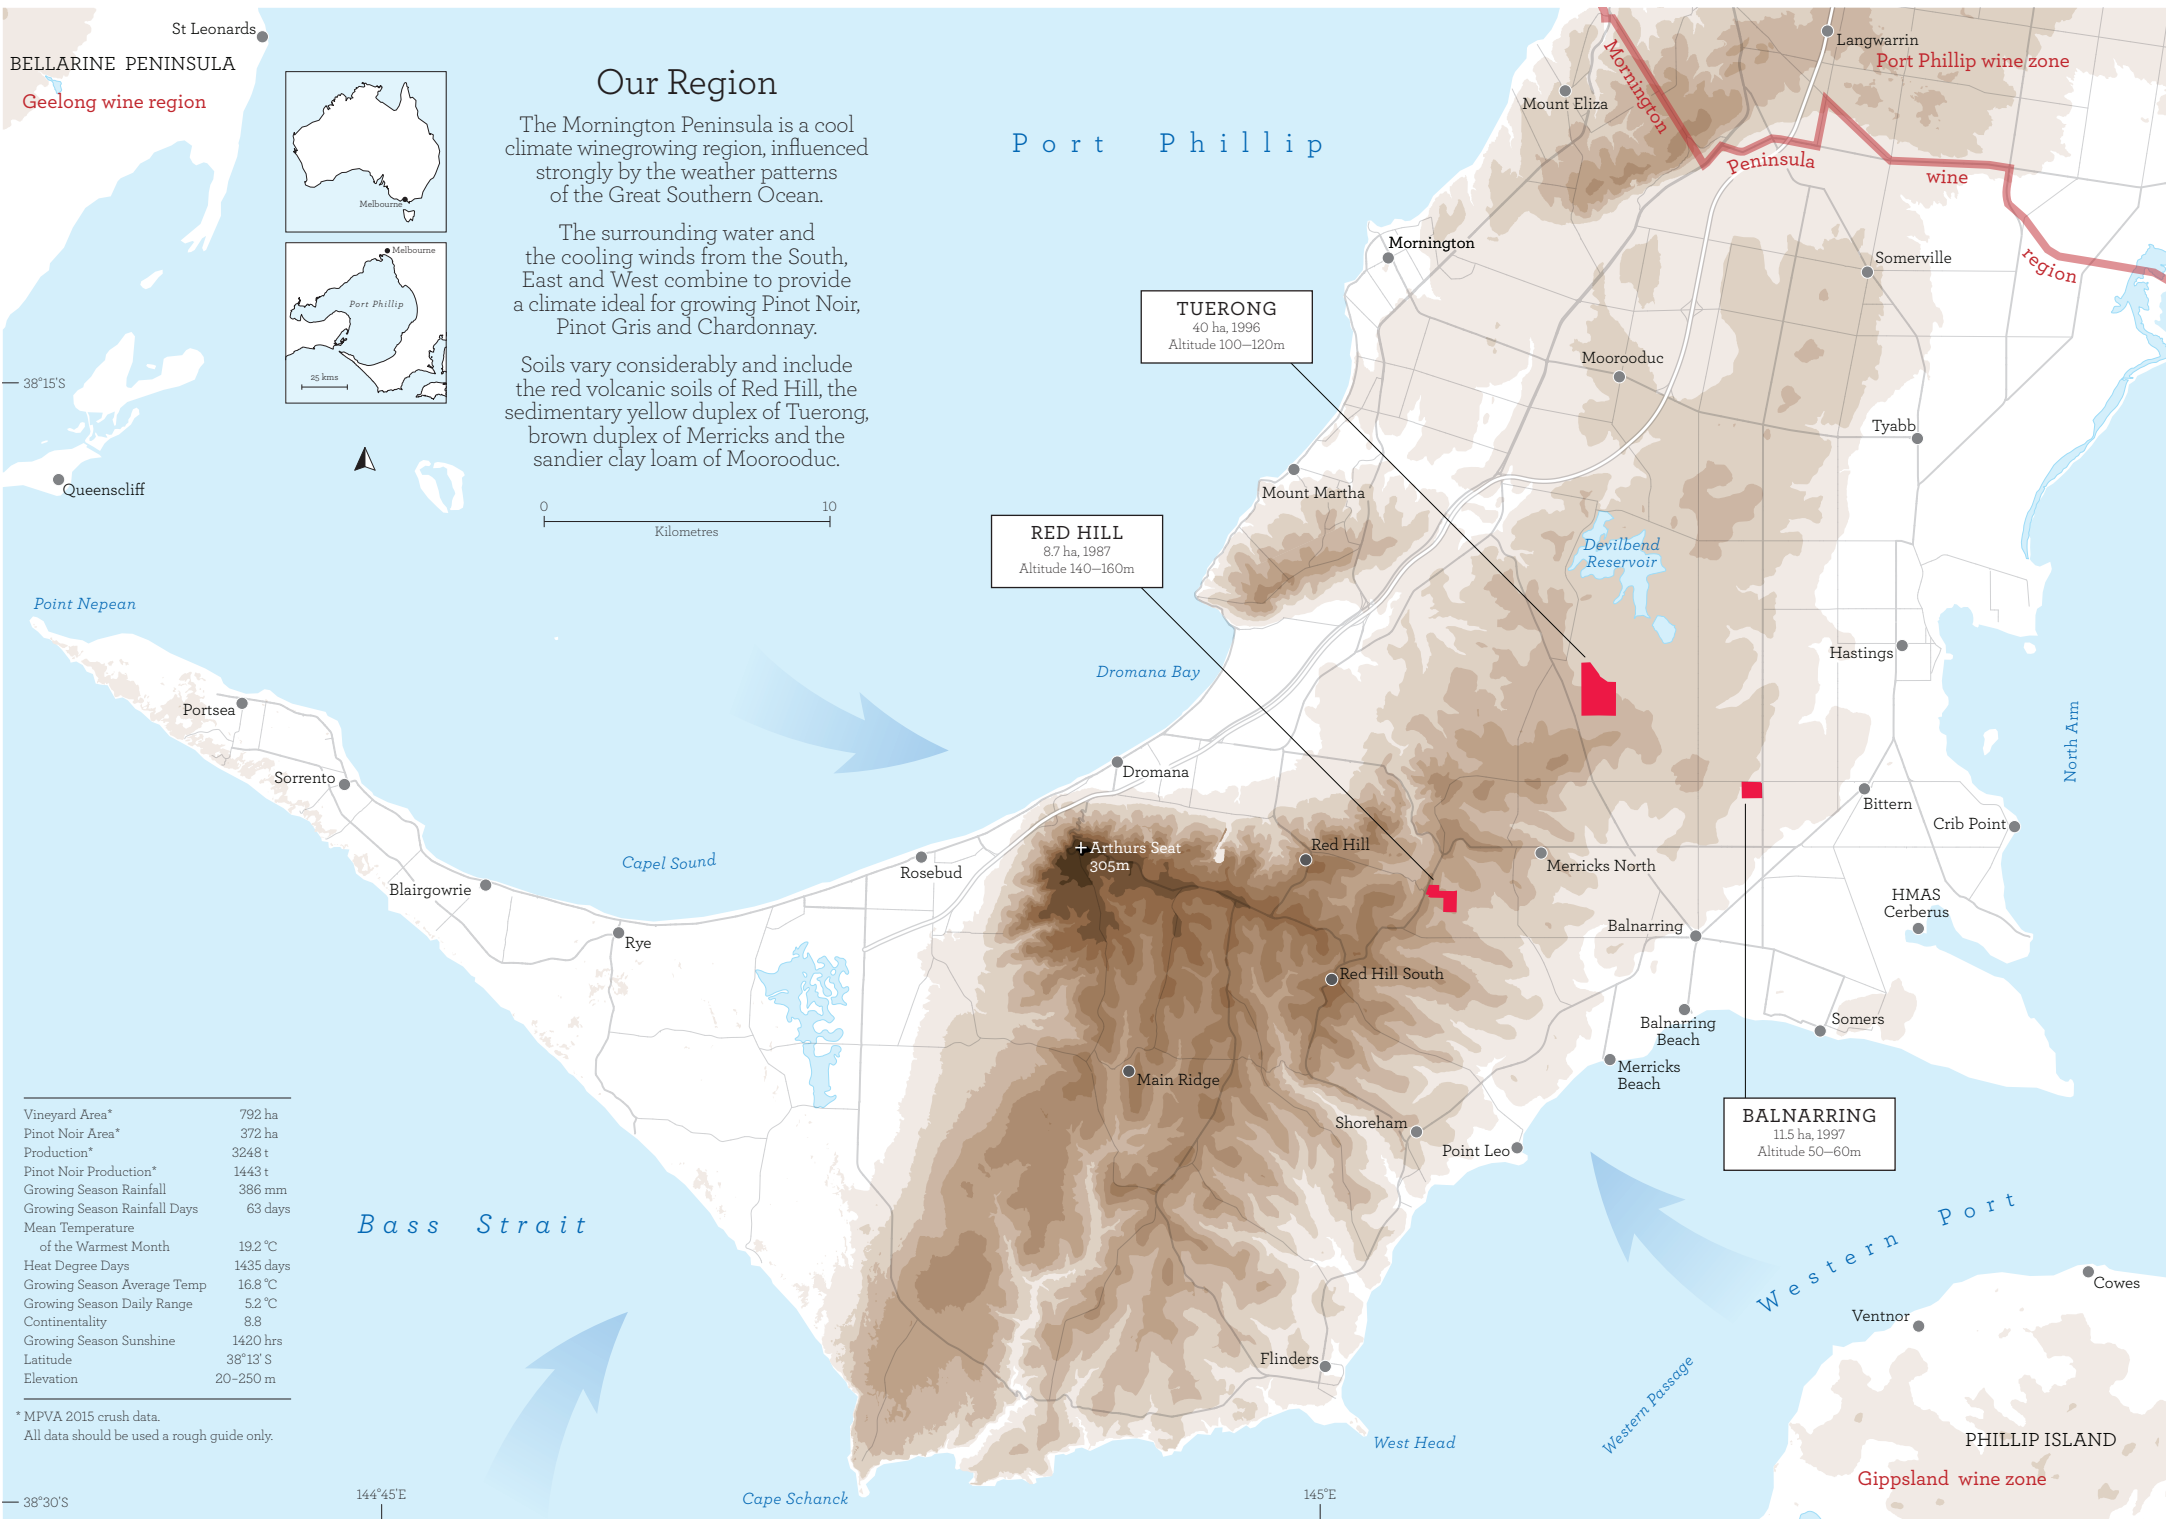 St Leonards
BELLARINE PENINSULA
Geelong wine region
Melbourne
Melbourne
Port Phillip
25 kms
Our Region
The Mornington Peninsula is a cool
climate winegrowing region, influenced
strongly by the weather patterns
of the Great Southern Ocean.
The surrounding water and
the cooling winds from the South,
East and West combine to provide
a climate ideal for growing Pinot Noir,
Pinot Gris and Chardonnay.
Soils vary considerably and include
the red volcanic soils of Red Hill, the
sedimentary yellow duplex of Tuerong,
brown duplex of Merricks and the
sandier clay loam of Moorooduc.
0 10
Kilometres
Port Phillip
Langwarrin
Port Phillip wine zone
Mount Eliza
Mornington
Peninsula
wine
region
Mornington
Somerville
TUERONG
40 ha, 1996
Altitude 100–120m
Moorooduc
38°15'S
Tyabb
Queenscliff
Mount Martha
RED HILL
8.7 ha, 1987
Altitude 140–160m
Devilbend
Reservoir
Point Nepean
Hastings
Dromana Bay
Portsea
North Arm
Sorrento
Dromana
Bittern
Crib Point
Arthurs Seat
305m
Red Hill
Capel Sound
Rosebud
Merricks North
Blairgowrie
HMAS
Cerberus
Balnarring
Rye
Red Hill South
Balnarring
Beach
Somers
Merricks
Beach
Main Ridge
Shoreham
Point Leo
BALNARRING
11.5 ha, 1997
Altitude 50–60m
Vineyard Area* 792 ha
Pinot Noir Area* 372 ha
Production* 3248 t
Pinot Noir Production* 1443 t
Growing Season Rainfall 386 mm
Growing Season Rainfall Days 63 days
Mean Temperature
of the Warmest Month 19.2 °C
Heat Degree Days 1435 days
Growing Season Average Temp 16.8 °C
Growing Season Daily Range 5.2 °C
Continentality 8.8
Growing Season Sunshine 1420 hrs
Latitude 38°13' S
Elevation 20-250 m
* MPVA 2015 crush data.
All data should be used a rough guide only.
Bass Strait
Western Port
Cowes
Ventnor
Flinders
Western Passage
West Head
PHILLIP ISLAND
Gippsland wine zone
Cape Schanck
144°45'E
145°E
38°30'S